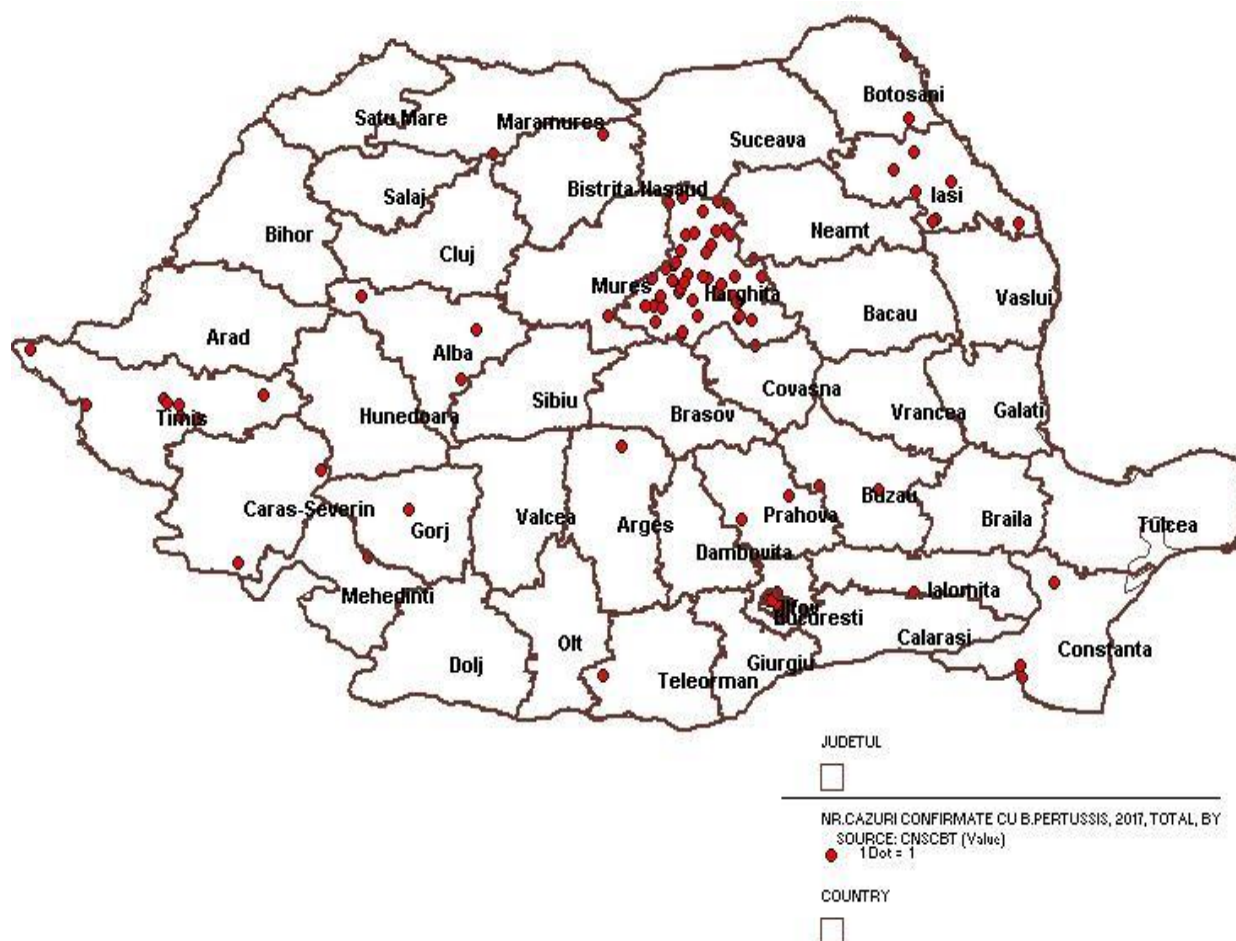 Botosani
Satu Mare
Maramures
Suceava
Salaj
Bistrita-Nasaud
Iasi
Bihor
Cluj
Neamt
Mures
Harghita
Vaslui
Bacau
Arad
Alba
Timis
Hunedoara
Sibiu
Brasov
Covasna
Vrancea
Galati
Caras-Severin
Gorj
Valcea
Arges
Prahova
Buzau
Braila
Tulcea
Dambovita
Mehedinti
Ilfov
Bucuresti
Ialomita
Calarasi
Constanta
Dolj
Olt
Teleorman
Giurgiu
JUDETUL
NR.CAZURI CONFIRMATE CU B.PERTUSSIS, 2017, TOTAL, BY
SOURCE: CNSCBT (Value)
1 Dot = 1
COUNTRY